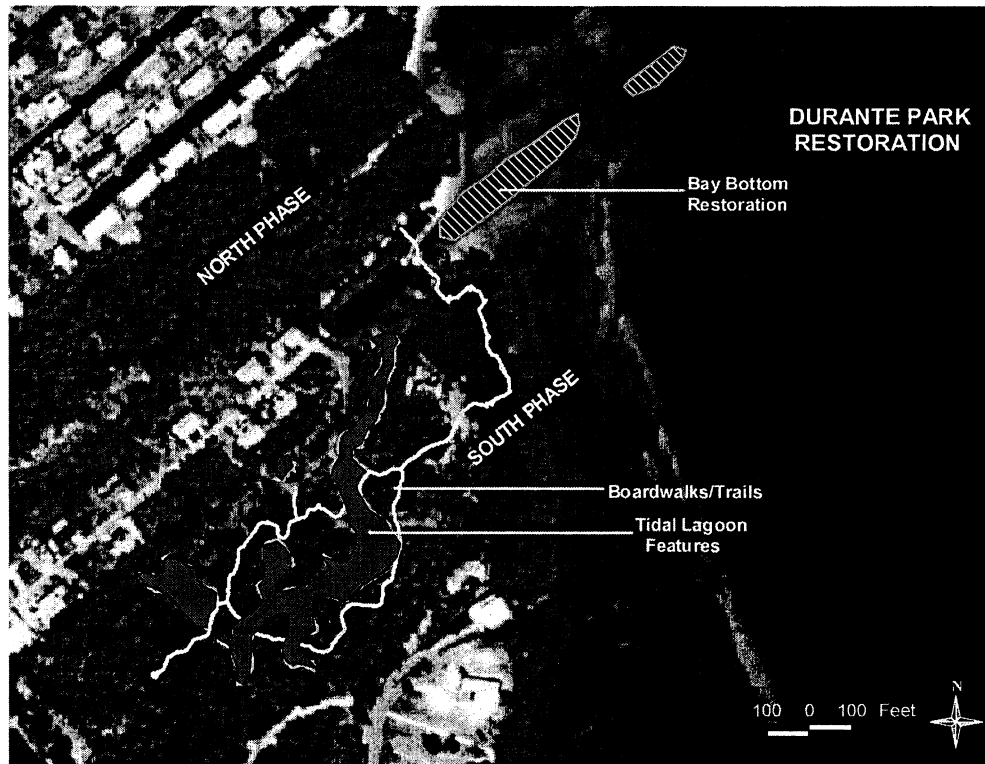 DURANTE PARK
RESTORATION
Bay Bottom
Restoration
NORTH PHASE
SOUTH PHASE
Boardwalks/Trails
Tidal Lagoon
Features
100 0 100 Feet
N